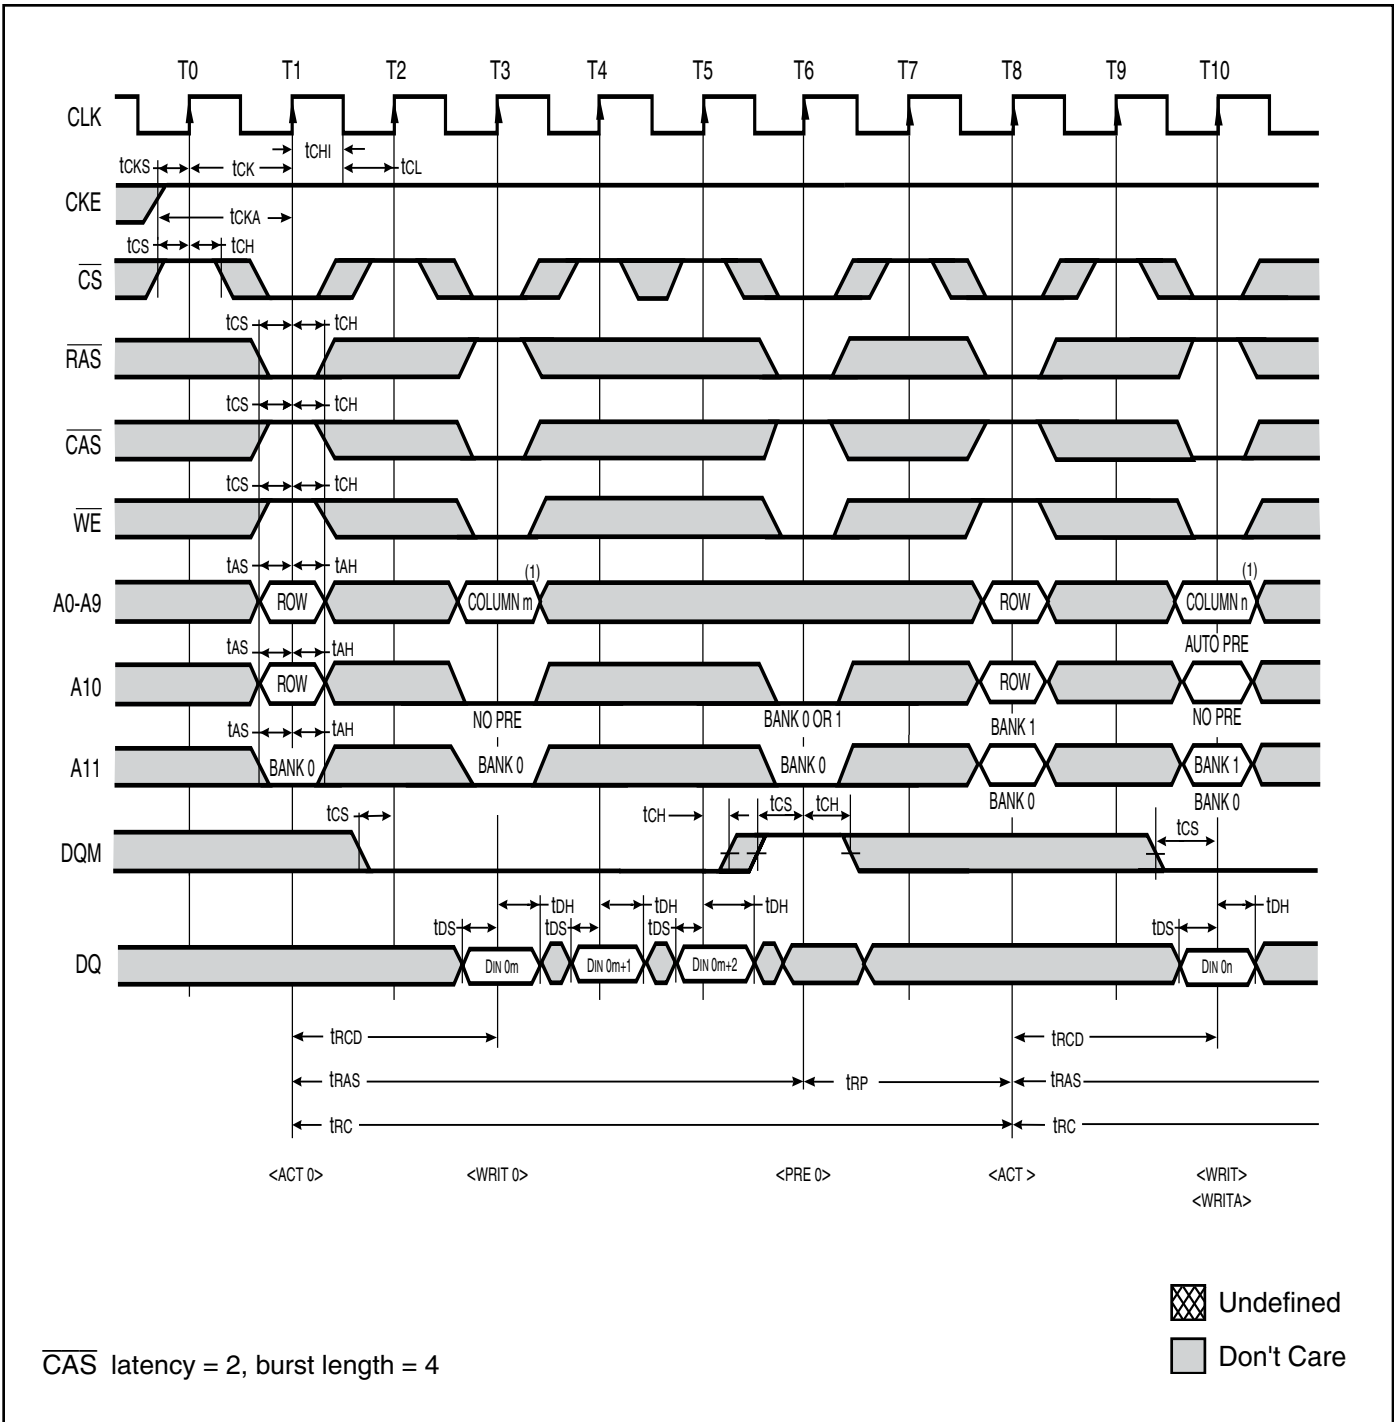 T0 T1 T2 T3 T4 T5 T6 T7 T8 T9 T10
CLK
tCHI
tCKS tCK tCL
CKE
tCKA
tCS tCH
CS
tCS tCH
RAS
tCS tCH
CAS
tCS tCH
WE
tAS tAH (1) (1)
A0-A9 ROW COLUMN m ROW COLUMN n
AUTO PRE
tAS tAH
A10 ROW ROW
NO PRE BANK 0 OR 1 BANK 1 NO PRE
tAS tAH
A11 BANK 0 BANK 0 BANK 0 BANK 1
BANK 0 BANK 0
tCS tCH tCS tCH tCS
DQM
tDH tDH tDH tDH
tDS tDS tDS tDS
DQ DIN 0m DIN 0m+1 DIN 0m+2 DIN 0n
tRCD tRCD
tRAS tRP tRAS
tRC tRC
<ACT 0> <WRIT 0> <PRE 0> <ACT > <WRIT>
<WRITA>
Undefined
Don't Care
CAS latency = 2, burst length = 4